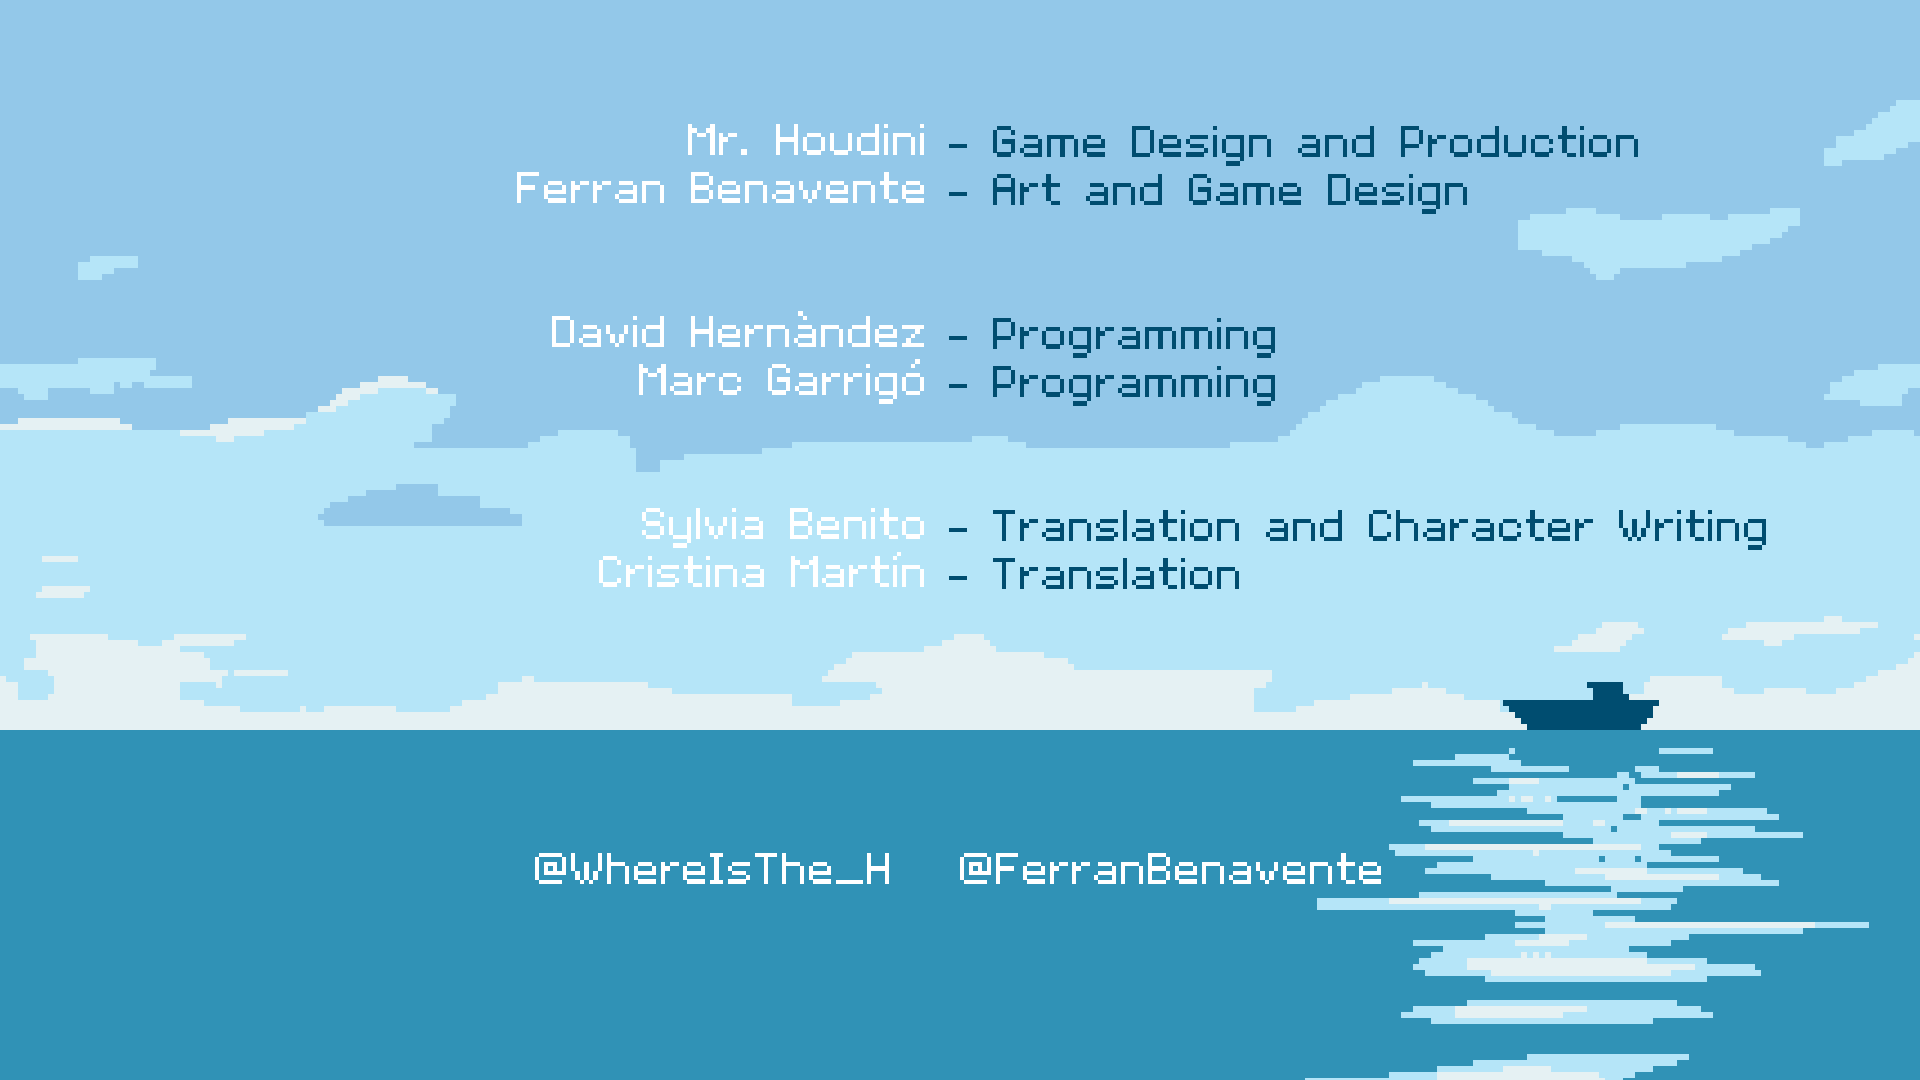 Mr. Houdini - Game Design and Production
Ferran Benavente - Art and Game Design
David Hernàndez - Programming
Marc Garrigó - Programming
Sylvia Benito - Translation and Character Writing
Cristina Martín - Translation
@WhereIsThe_H @FerranBenavente